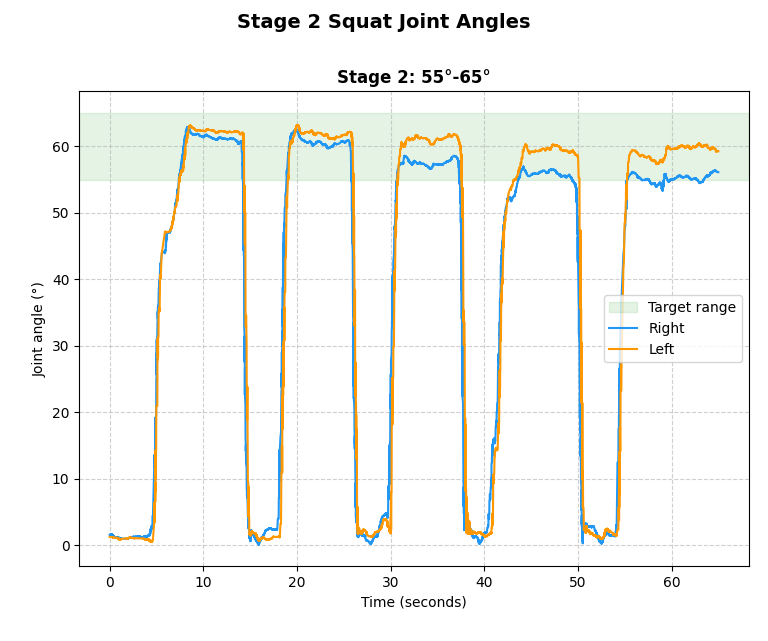 Stage 2 Squat Joint Angles
Stage 2: 55°-65°
Joint angle (°)
60
50
40
30
20
10
0
Target range
Right
Left
0 10 20 30 40 50 60
Time (seconds)